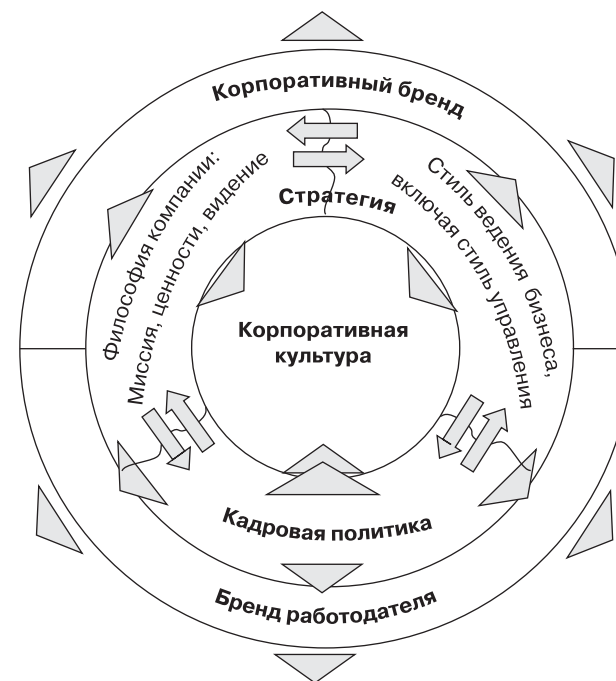 Корпоративный бренд
Философия компании:
Миссия, ценности, видение
Стратегия
Стиль ведения бизнеса,
включая стиль управления
Корпоративная
культура
Кадровая политика
Бренд работодателя